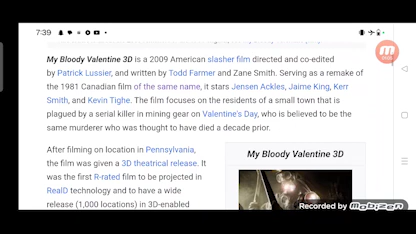 7:39
My Bloody Valentine 3D is a 2009 American slasher film directed and co-edited
by Patrick Lussier, and written by Todd Farmer and Zane Smith. Serving as a remake of
the 1981 Canadian film of the same name, it stars Jensen Ackles, Jaime King, Kerr
Smith, and Kevin Tighe. The film focuses on the residents of a small town that is
plagued by a serial killer in mining gear on Valentine's Day, who is believed to be the
same murderer who was thought to have died a decade prior.
After filming on location in Pennsylvania,
the film was given a 3D theatrical release. It
was the first R-rated film to be projected in
RealD technology and to have a wide
release (1,000 locations) in 3D-enabled
My Bloody Valentine 3D
Recorded by mobizen